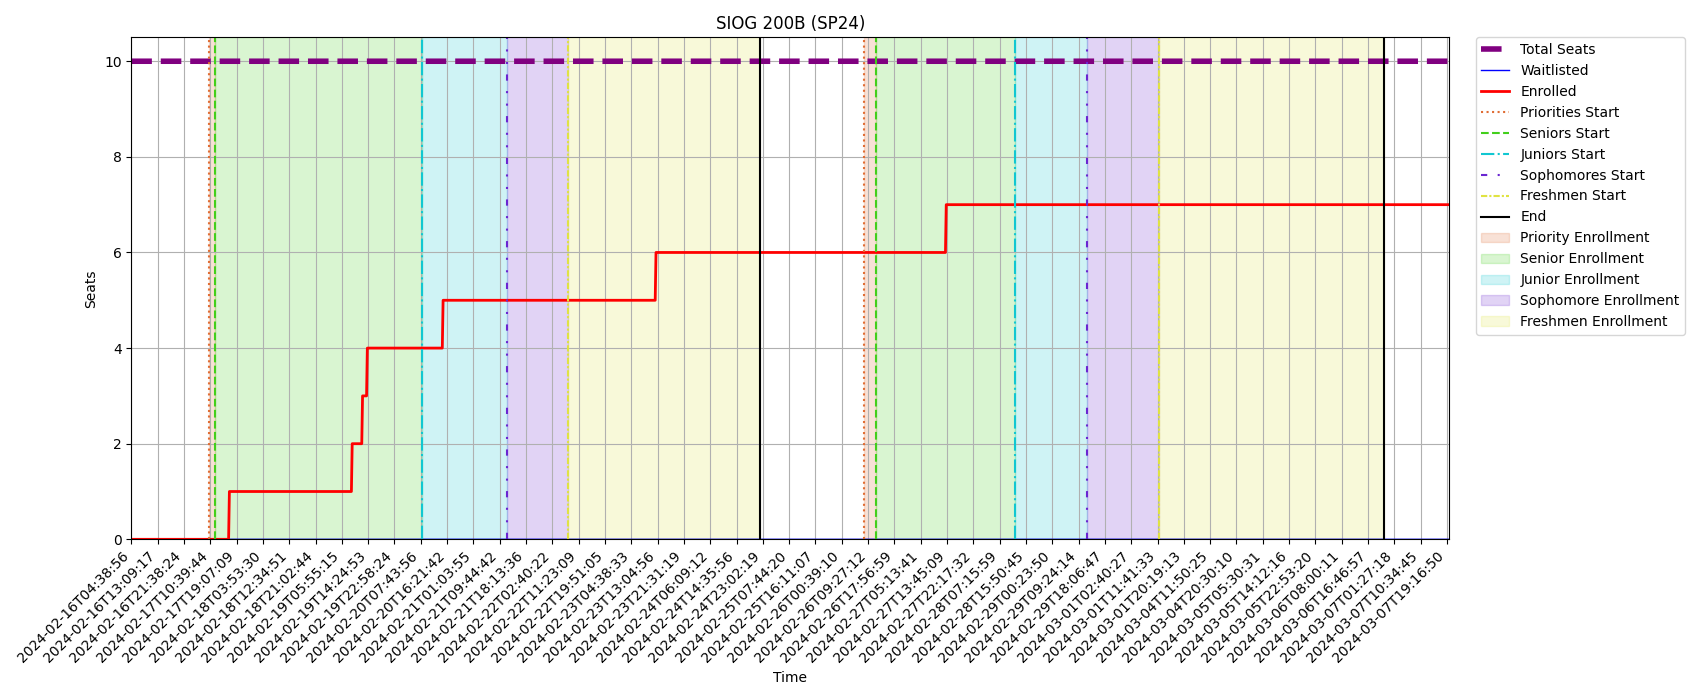 SIOG 200B (SP24)
10
8
6
4
2
0
Seats
2024-02-16T04:38:56
2024-02-16T13:09:17
2024-02-16T21:38:24
2024-02-17T10:39:44
2024-02-17T19:07:09
2024-02-18T03:53:30
2024-02-18T12:34:51
2024-02-18T21:02:44
2024-02-19T05:55:15
2024-02-19T14:24:53
2024-02-19T22:58:24
2024-02-20T07:43:56
2024-02-20T16:21:42
2024-02-21T01:03:55
2024-02-21T09:44:42
2024-02-21T18:13:36
2024-02-22T02:40:22
2024-02-22T11:23:09
2024-02-22T19:51:05
2024-02-23T04:38:33
2024-02-23T13:04:56
2024-02-23T21:31:19
2024-02-24T06:09:12
2024-02-24T14:35:56
2024-02-24T23:02:19
2024-02-25T07:44:20
2024-02-25T16:11:07
2024-02-26T00:39:10
2024-02-26T09:27:12
2024-02-26T17:56:59
2024-02-27T05:13:41
2024-02-27T13:45:09
2024-02-27T22:17:32
2024-02-28T07:15:59
2024-02-28T15:50:45
2024-02-29T00:23:50
2024-02-29T09:24:14
2024-02-29T18:06:47
2024-03-01T02:40:27
2024-03-01T11:41:33
2024-03-01T20:19:13
2024-03-04T11:50:25
2024-03-04T20:30:10
2024-03-05T05:30:31
2024-03-05T14:12:16
2024-03-05T22:53:20
2024-03-06T08:00:11
2024-03-06T16:46:57
2024-03-07T01:27:18
2024-03-07T10:34:45
2024-03-07T19:16:50
Time
Total Seats
Waitlisted
Enrolled
Priorities Start
Seniors Start
Juniors Start
Sophomores Start
Freshmen Start
End
Priority Enrollment
Senior Enrollment
Junior Enrollment
Sophomore Enrollment
Freshmen Enrollment